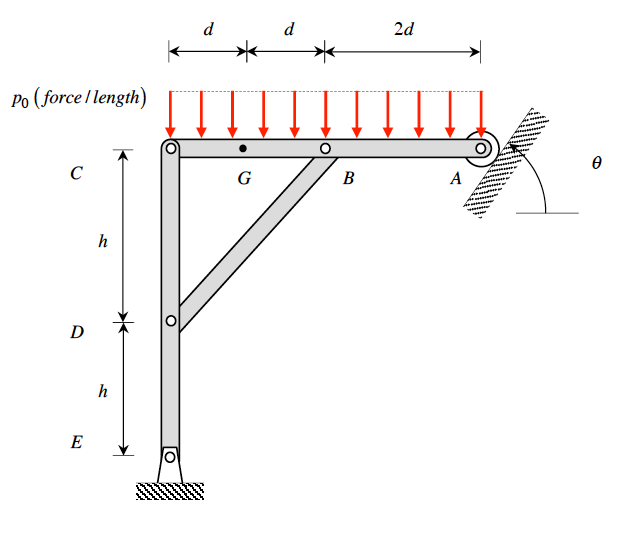 d d 2d
p0 (force / length)
C
G B A θ
h
D
h
E